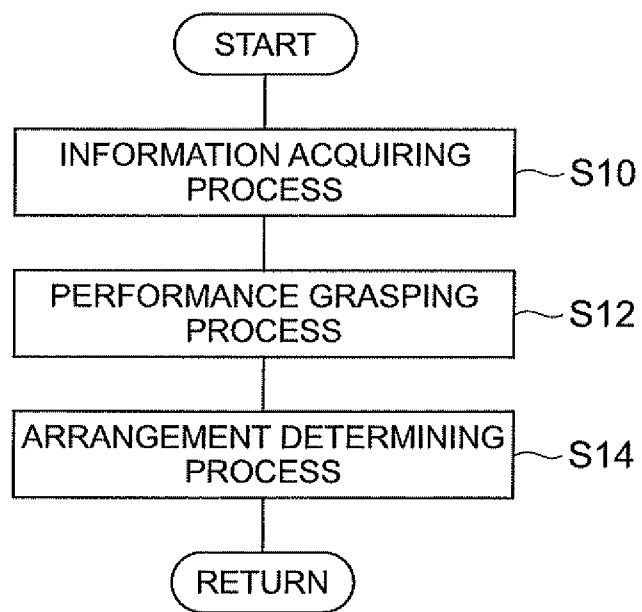 START
INFORMATION ACQUIRING
PROCESS
S10
PERFORMANCE GRASPING
PROCESS
S12
ARRANGEMENT DETERMINING
PROCESS
S14
RETURN